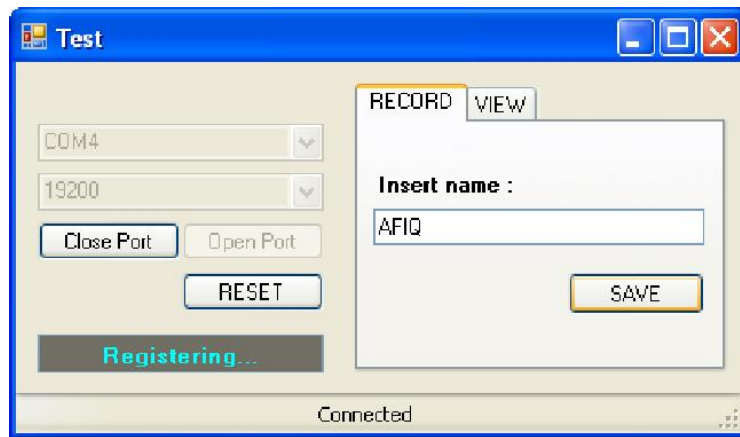 Test
COM4
19200
Close Port
Open Port
RESET
Registering...
RECORD
VIEW
Insert name :
AFIQ
SAVE
Connected